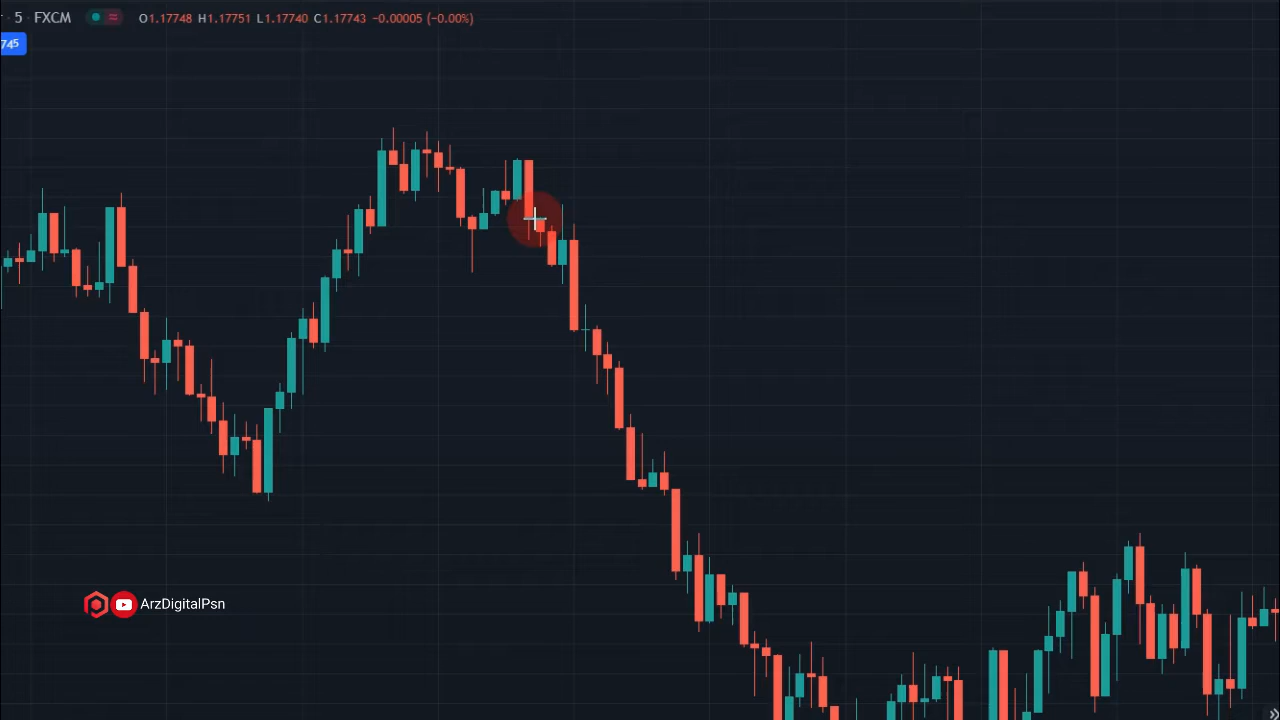 · 5 · FXCM O1.17748 H1.17751 L1.17740 C1.17743 −0.00005 (−0.00%)
745
ArzDigitalPsn